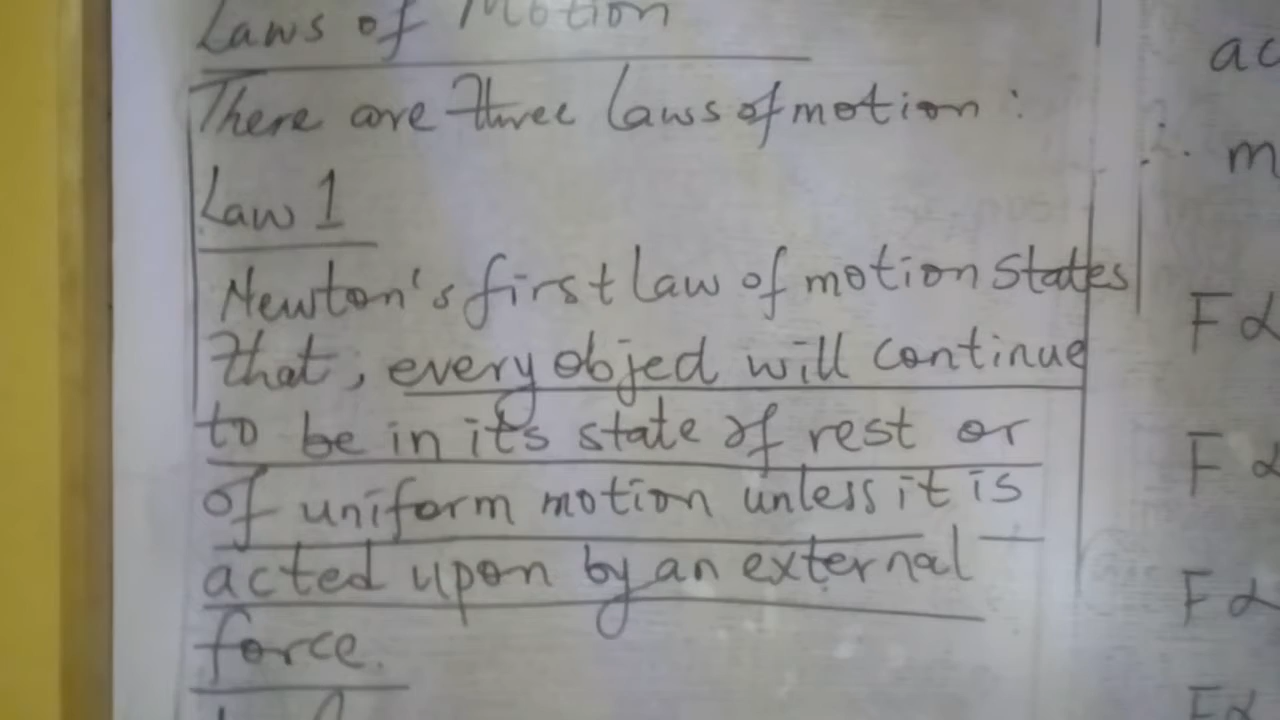 Laws of Motion
There are three laws of motion :
Law 1
Newton's first law of motion states
that, every object will continue
to be in its state of rest or
of uniform motion unless it is
acted upon by an external
force.
ac
∴ m
F α
F α
F α
F α